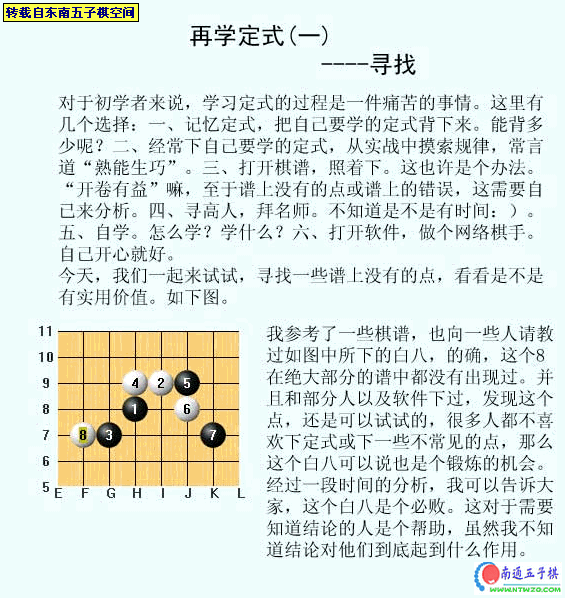 转载自东南五子棋空间
再学定式(一)
----寻找
对于初学者来说，学习定式的过程是一件痛苦的事情。这里有
几个选择：一、记忆定式，把自己要学的定式背下来。能背多
少呢？二、经常下自己要学的定式，从实战中摸索规律，常言
道“熟能生巧”。三、打开棋谱，照着下。这也许是个办法。
“开卷有益”嘛，至于谱上没有的点或谱上的错误，这需要自
己来分析。四、寻高人，拜名师。不知道是不是有时间：）。
五、自学。怎么学？学什么？六、打开软件，做个网络棋手。
自己开心就好。
今天，我们一起来试试，寻找一些谱上没有的点，看看是不是
有实用价值。如下图。
11
10
9
8
7
6
5
E F G H I J K L
4 2 5
1 6
8 3 7
我参考了一些棋谱，也向一些人请教
过如图中所下的白八，的确，这个8
在绝大部分的谱中都没有出现过。并
且和部分人以及软件下过，发现这个
点，还是可以试试的，很多人都不喜
欢下定式或下一些不常见的点，那么
这个白八可以说也是个锻炼的机会。
经过一段时间的分析，我可以告诉大
家，这个白八是个必败。这对于需要
知道结论的人是个帮助，虽然我不知
道结论对他们到底起到什么作用。
南通五子棋
WWW.NTWZQ.COM